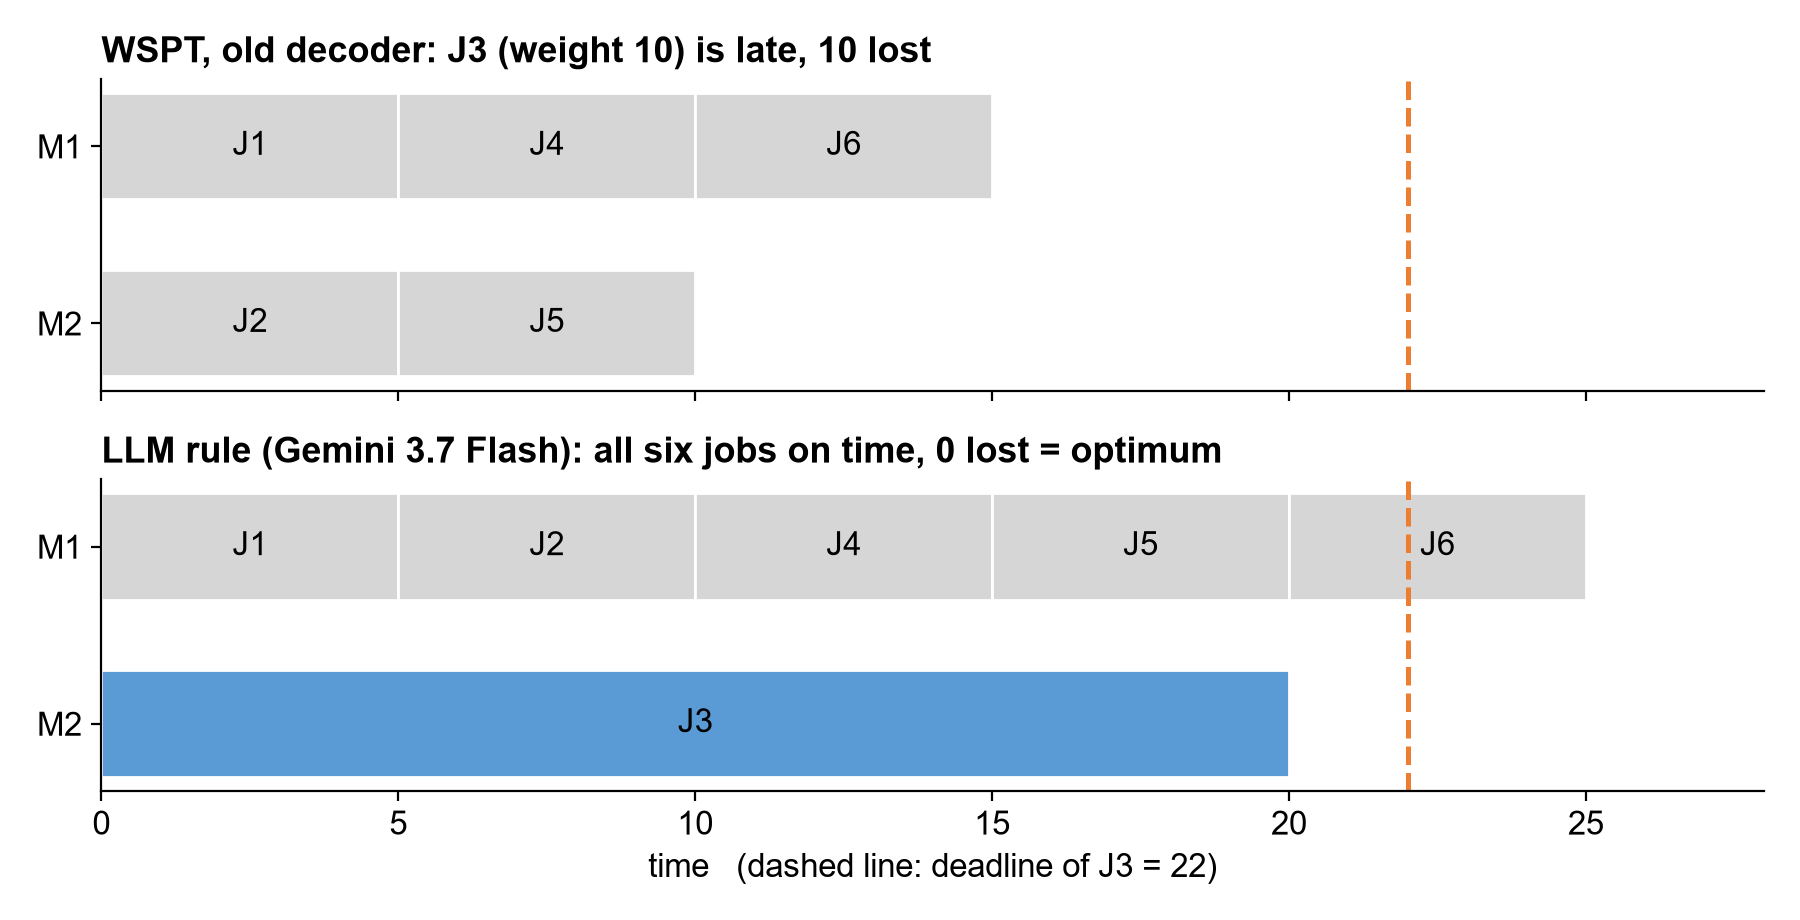 WSPT, old decoder: J3 (weight 10) is late, 10 lost
M1 J1 J4 J6
M2 J2 J5
LLM rule (Gemini 3.7 Flash): all six jobs on time, 0 lost = optimum
M1 J1 J2 J4 J5 J6
M2 J3
0 5 10 15 20 25
time (dashed line: deadline of J3 = 22)